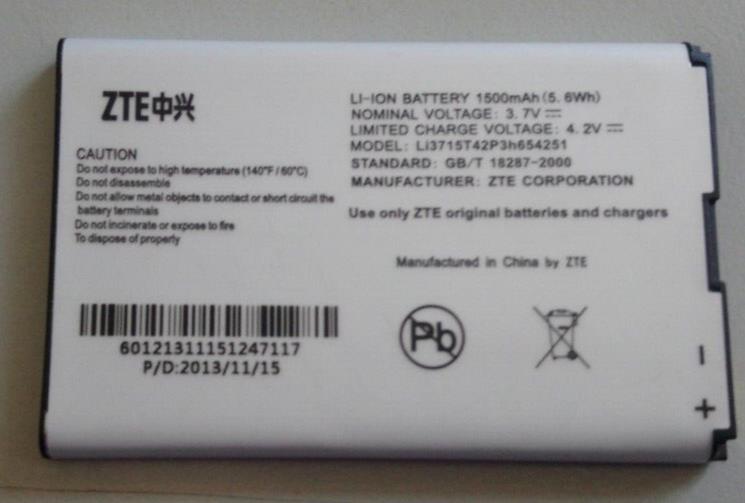 ZTE中兴
CAUTION
Do not expose to high temperature (140°F / 60°C)
Do not disassemble
Do not allow metal objects to contact or short circuit the
battery terminals
Do not incinerate or expose to fire
To dispose of properly
LI-ION BATTERY 1500mAh(5.6Wh)
NOMINAL VOLTAGE: 3.7V
LIMITED CHARGE VOLTAGE: 4.2V
MODEL: Li3715T42P3h654251
STANDARD: GB/T 18287-2000
MANUFACTURER: ZTE CORPORATION
Use only ZTE original batteries and chargers
Manufactured in China by ZTE
601213111151247117
P/D:2013/11/15
Pb
−
+